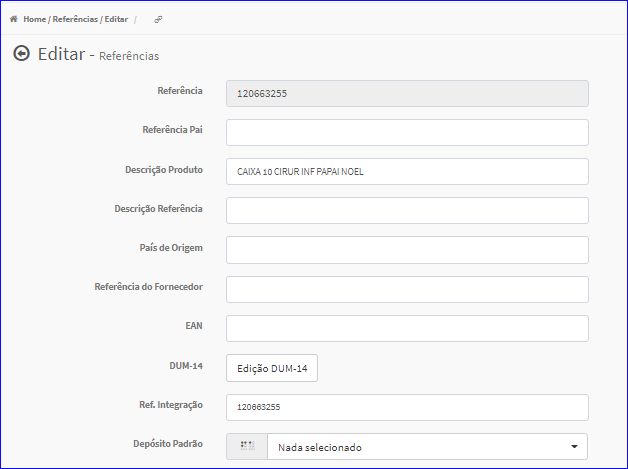 Home / Referências / Editar /
Editar - Referências
Referência 120663255
Referência Pai
Descrição Produto CAIXA 10 CIRUR INF PAPAI NOEL
Descrição Referência
País de Origem
Referência do Fornecedor
EAN
DUM-14 Edição DUM-14
Ref. Integração 120663255
Depósito Padrão Nada selecionado